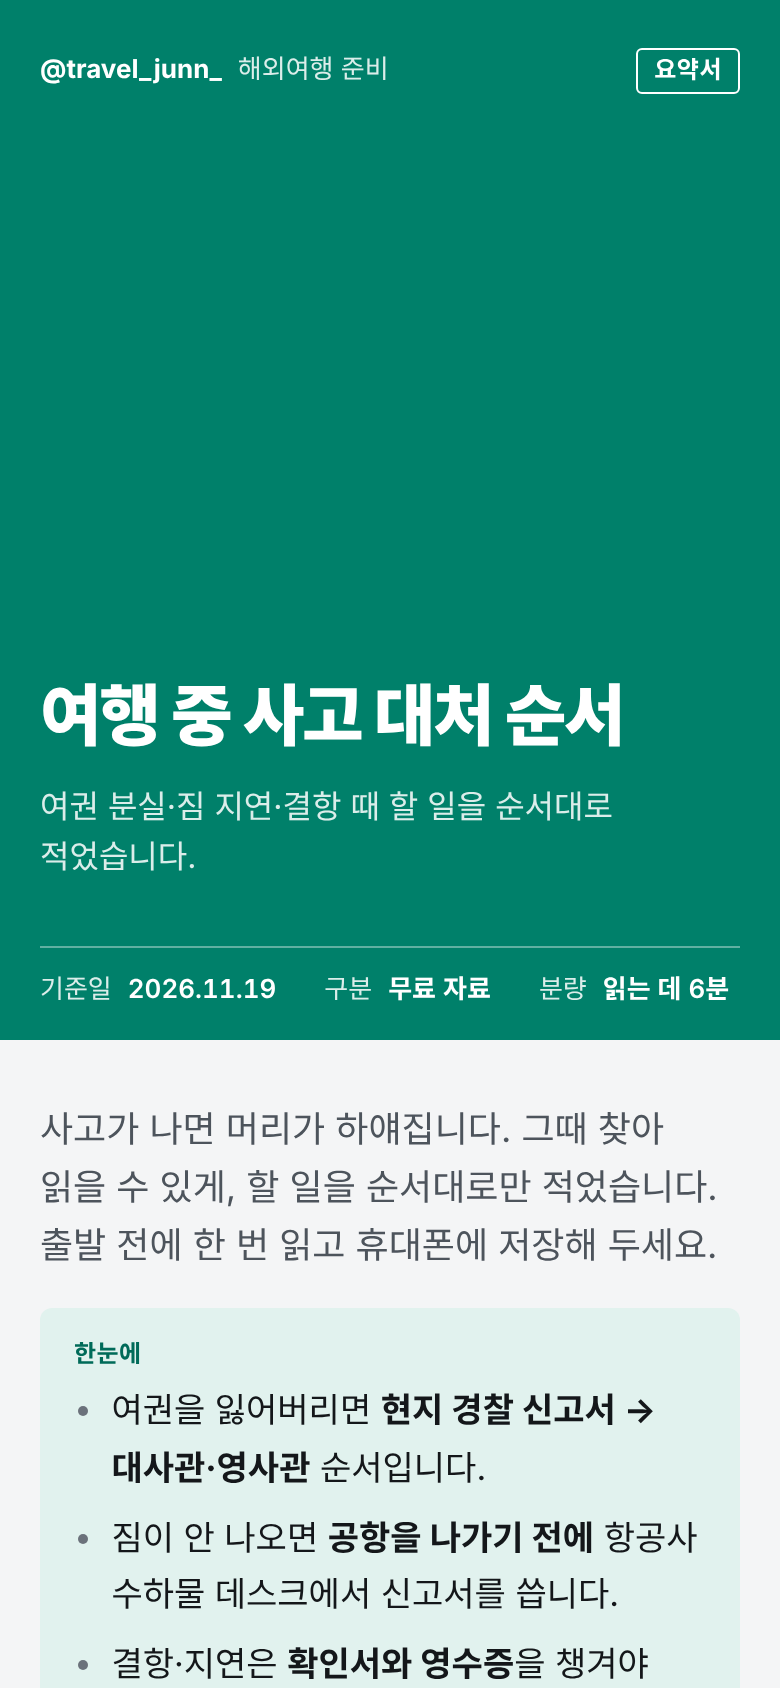 @travel_junn_ 해외여행 준비
요약서
여행 중 사고 대처 순서
여권 분실·짐 지연·결항 때 할 일을 순서대로
적었습니다.
기준일 2026.11.19 구분 무료 자료 분량 읽는 데 6분
사고가 나면 머리가 하얘집니다. 그때 찾아
읽을 수 있게, 할 일을 순서대로만 적었습니다.
출발 전에 한 번 읽고 휴대폰에 저장해 두세요.
한눈에
• 여권을 잃어버리면 현지 경찰 신고서 →
대사관·영사관 순서입니다.
• 짐이 안 나오면 공항을 나가기 전에 항공사
수하물 데스크에서 신고서를 씁니다.
• 결항·지연은 확인서와 영수증을 챙겨야